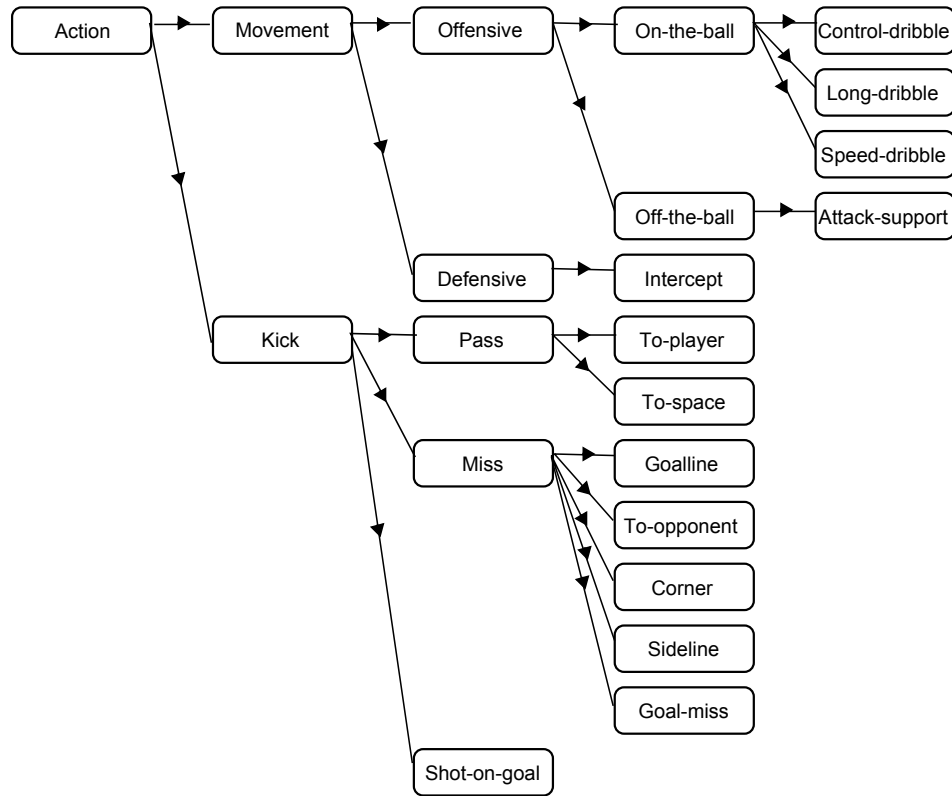 Action
Movement
Offensive
On-the-ball
Control-dribble
Long-dribble
Speed-dribble
Off-the-ball
Attack-support
Defensive
Intercept
Kick
Pass
To-player
To-space
Miss
Goalline
To-opponent
Corner
Sideline
Goal-miss
Shot-on-goal